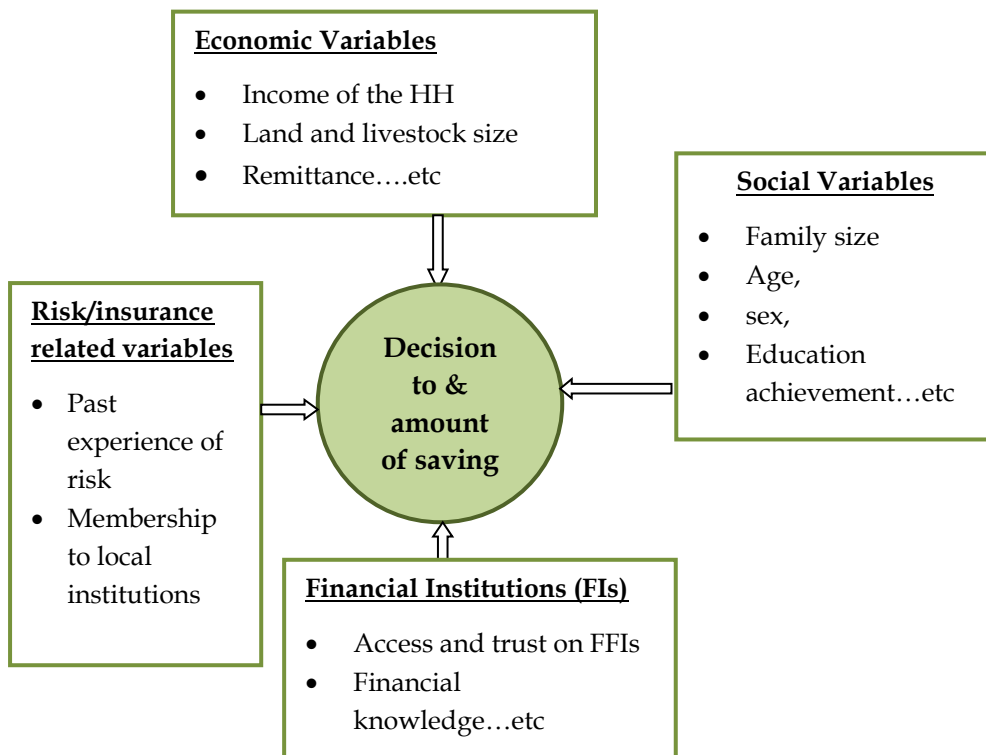 Economic Variables
• Income of the HH
• Land and livestock size
• Remittance….etc
Social Variables
• Family size
• Age,
• sex,
• Education
achievement…etc
Risk/insurance
related variables
• Past
experience of
risk
• Membership
to local
institutions
Decision
to &
amount
of saving
Financial Institutions (FIs)
• Access and trust on FFIs
• Financial
knowledge…etc